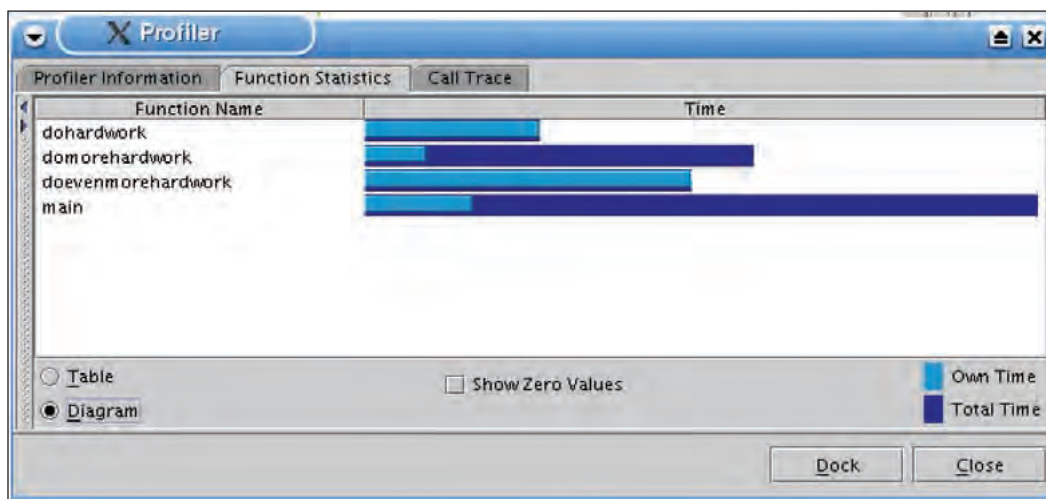 Profiler
Profiler Information Function Statistics Call Trace
Function Name Time
dohardwork
domorehardwork
doevenmorehardwork
main
Table
Diagram
Show Zero Values
Own Time
Total Time
Dock Close